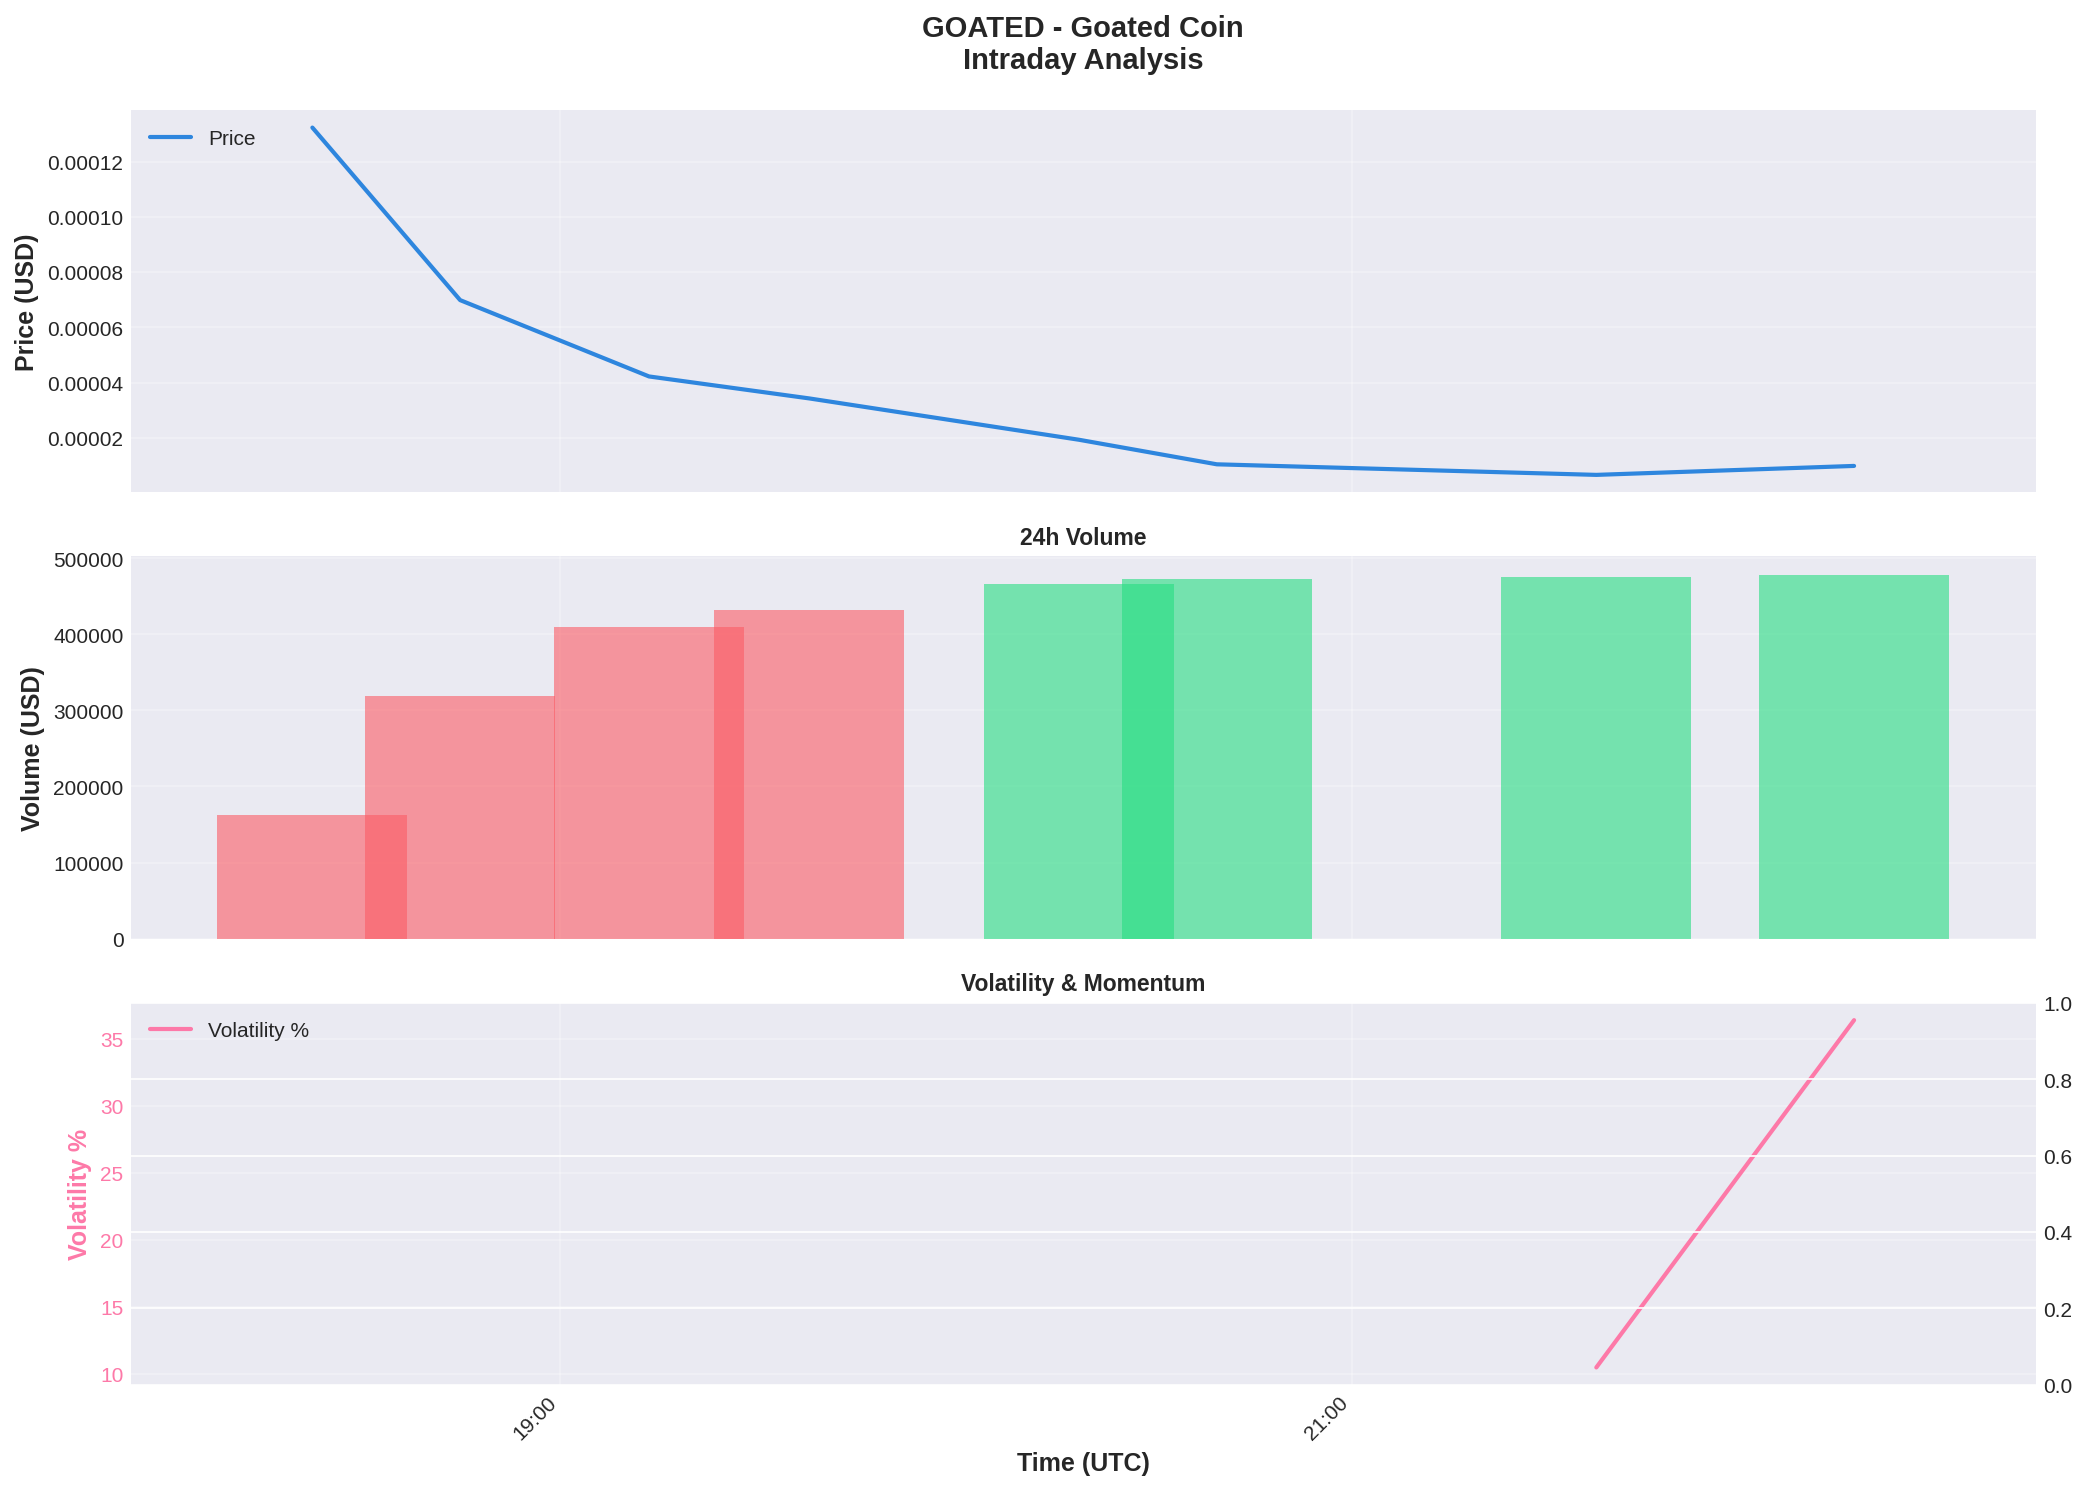 GOATED - Goated Coin
Intraday Analysis
Price
0.00012
0.00010
0.00008
0.00006
0.00004
0.00002
Price (USD)
24h Volume
500000
400000
300000
200000
100000
0
Volume (USD)
Volatility & Momentum
Volatility %
35
30
25
20
15
10
Volatility %
1.0
0.8
0.6
0.4
0.2
0.0
19:00
21:00
Time (UTC)